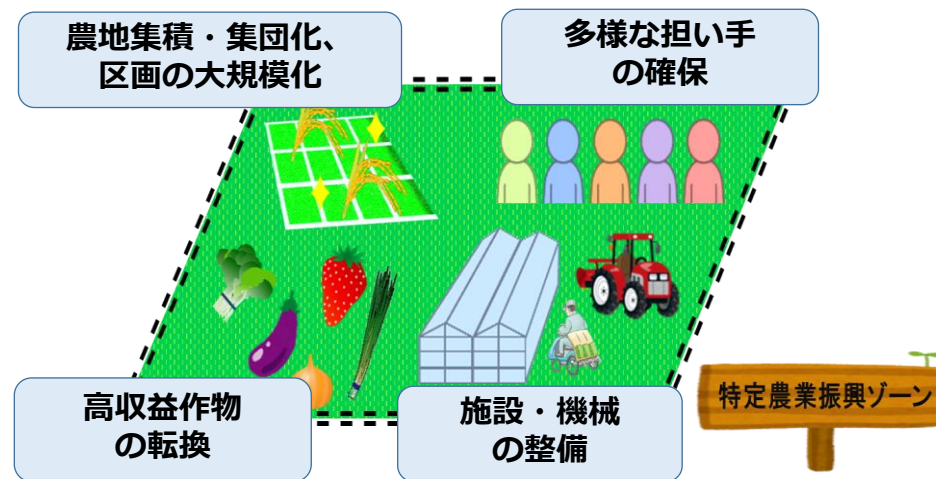 農地集積・集団化、
区画の大規模化
多様な担い手
の確保
高収益作物
の転換
施設・機械
の整備
特定農業振興ゾーン